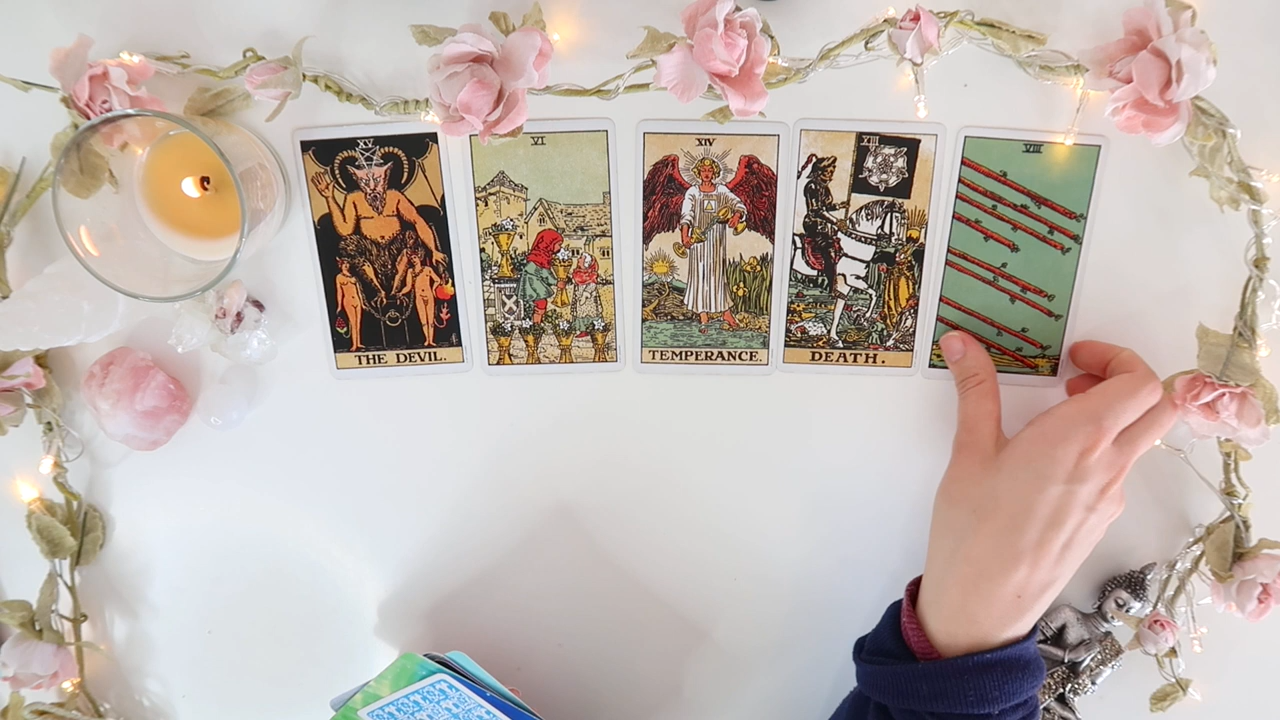 XV
THE DEVIL.
VI
XIV
TEMPERANCE.
XIII
DEATH.
VIII